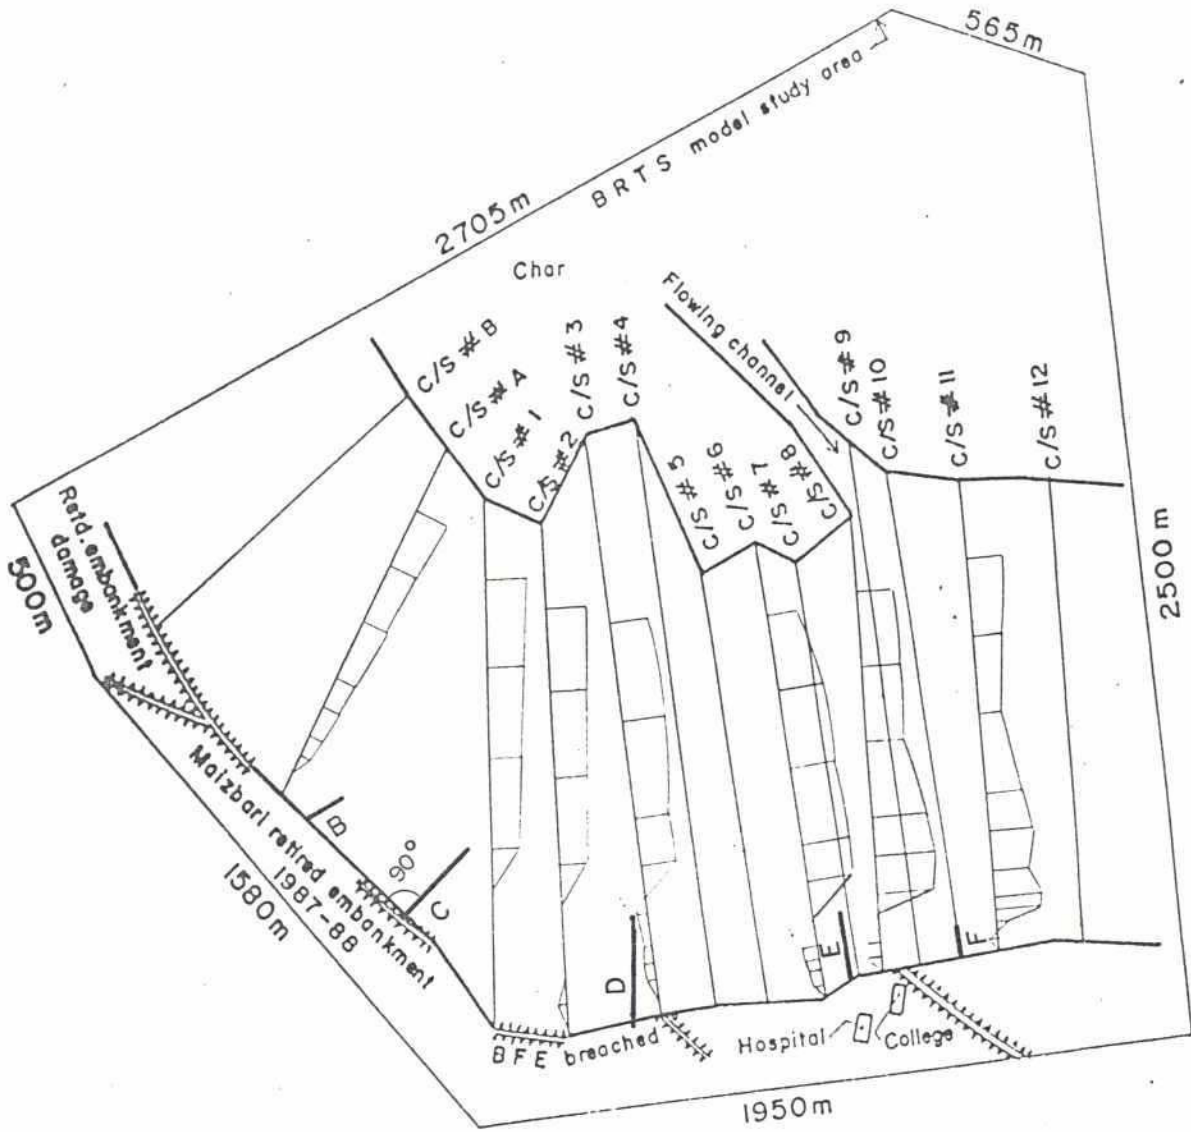 565m
BRTS model study area
2705m
Char
Flowing channel
C/S # B
C/S # A
C/S # 1
C/S # 2
C/S # 3
C/S # 4
C/S # 5
C/S # 6
C/S # 7
C/S # 8
C/S # 9
C/S # 10
C/S # 11
C/S # 12
Retd. embankment
damage
500m
2500m
B
C
90°
Maizbari retired embankment
1987-88
1580m
D
E
F
BFE breached
Hospital
College
1950m